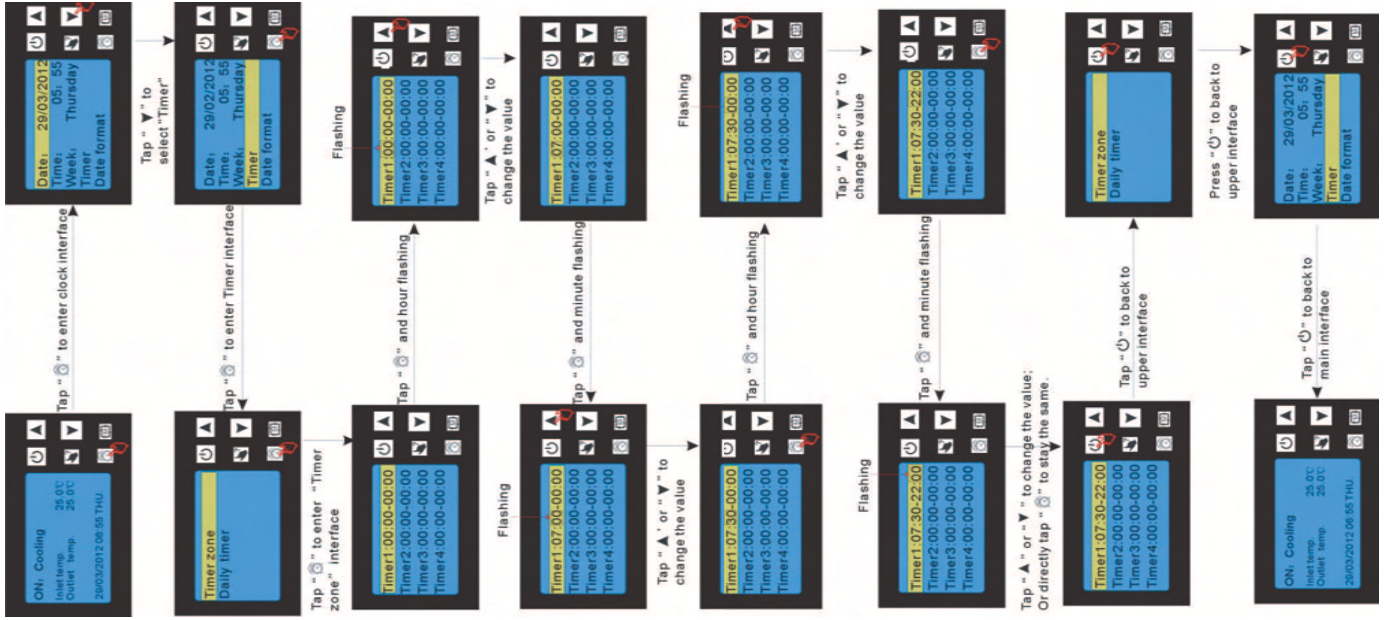 ON: Cooling
Inlet temp. 25.0℃
Outlet temp. 25.0℃
29/03/2012 06:55 THU.
Tap " " to enter clock interface
Date: 29/03/2012
Time: 05: 55
Week: Thursday
Timer
Date format
Tap "▼" to
select "Timer"
Date: 29/02/2012
Time: 05: 55
Week: Thursday
Timer
Date format
Tap " " to enter Timer interface
Timer zone
Daily timer
Tap " " to enter "Timer
zone" interface
Timer1:00:00-00:00
Timer2:00:00-00:00
Timer3:00:00-00:00
Timer4:00:00-00:00
Tap " " and hour flashing
Flashing
Timer1:00:00-00:00
Timer2:00:00-00:00
Timer3:00:00-00:00
Timer4:00:00-00:00
Tap "▲' or "▼" to
change the value
Timer1:07:00-00:00
Timer2:00:00-00:00
Timer3:00:00-00:00
Timer4:00:00-00:00
Tap " " and minute flashing
Flashing
Timer1:07:00-00:00
Timer2:00:00-00:00
Timer3:00:00-00:00
Timer4:00:00-00:00
Tap "▲' or "▼" to
change the value
Timer1:07:30-00:00
Timer2:00:00-00:00
Timer3:00:00-00:00
Timer4:00:00-00:00
Tap " " and hour flashing
Flashing
Timer1:07:30-00:00
Timer2:00:00-00:00
Timer3:00:00-00:00
Timer4:00:00-00:00
Tap "▲' or "▼" to
change the value
Timer1:07:30-22:00
Timer2:00:00-00:00
Timer3:00:00-00:00
Timer4:00:00-00:00
Tap " " and minute flashing
Flashing
Timer1:07:30-22:00
Timer2:00:00-00:00
Timer3:00:00-00:00
Timer4:00:00-00:00
Tap "▲" or "▼" to change the value;
Or directly tap " " to stay the same.
Timer1:07:30-22:00
Timer2:00:00-00:00
Timer3:00:00-00:00
Timer4:00:00-00:00
Tap "⏻" to back to
upper interface
Timer zone
Daily timer
Press "⏻" to back to
upper interface
Date: 29/03/2012
Time: 05: 55
Week: Thursday
Timer
Date format
Tap "⏻" to back to
main interface
ON: Cooling
Inlet temp. 25.0℃
Outlet temp. 25.0℃
29/03/2012 06:55 THU.